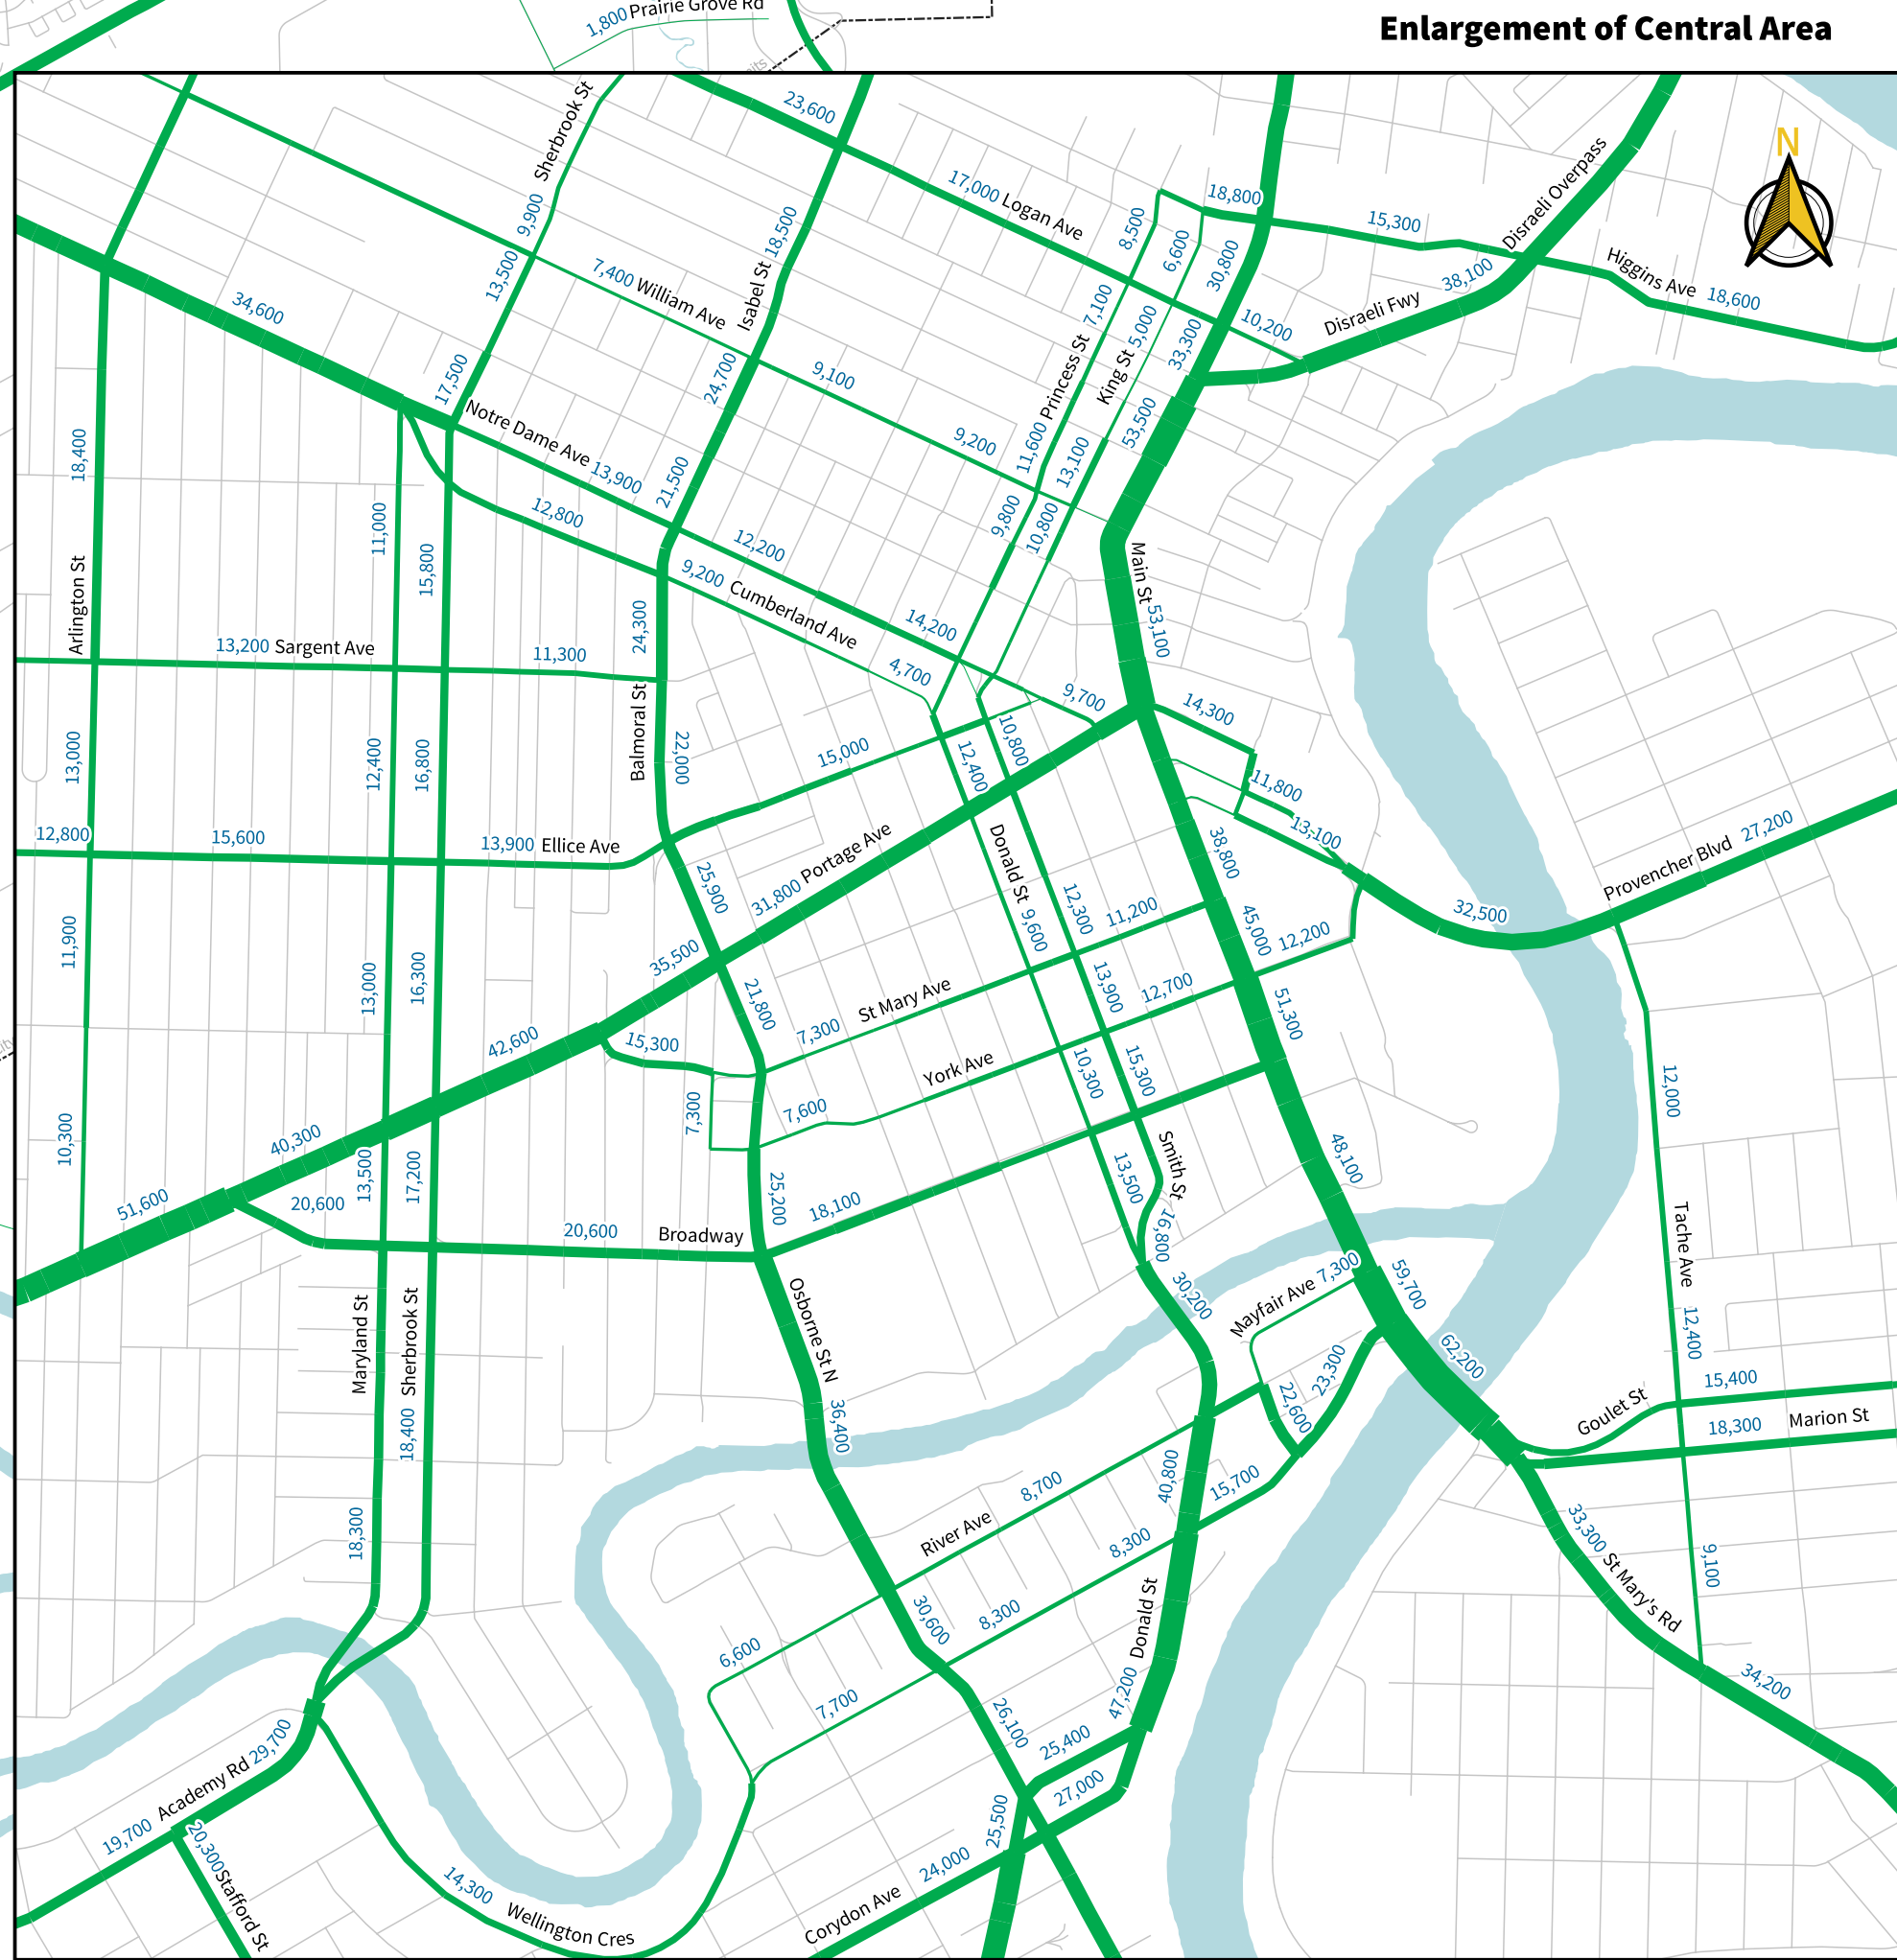 1,800 Prairie Grove Rd
Enlargement of Central Area
its
N
23,600
Sherbrook St
9,900
13,500
17,500
17,000 Logan Ave
18,500
Isabel St
24,700
21,500
7,400 William Ave
9,100
9,200
8,500
6,600
18,800
30,800
15,300
Disraeli Overpass
38,100
Disraeli Fwy
Higgins Ave
18,600
10,200
7,100
Princess St
11,600
5,000
King St
13,100
33,300
53,500
9,800
10,800
34,600
Notre Dame Ave
13,900
12,200
14,200
9,700
12,800
9,200
Cumberland Ave
4,700
18,400
Arlington St
13,000
11,900
10,300
11,000
15,800
13,200 Sargent Ave
11,300
24,300
Balmoral St
22,000
Main St
53,100
14,300
11,800
13,100
12,400
16,800
12,800
15,600
13,900 Ellice Ave
15,000
12,400
10,800
38,800
Provencher Blvd 27,200
32,500
25,900
31,800 Portage Ave
35,500
42,600
40,300
51,600
Donald St
9,600
12,300
11,200
45,000
12,200
13,000
16,300
21,800
7,300
St Mary Ave
13,900
12,700
51,300
15,300
7,300
7,600
York Ave
10,300
15,300
12,000
13,500
17,200
20,600
20,600
Broadway
25,200
18,100
13,500
Smith St
16,800
48,100
Tache Ave
12,400
9,100
30,200
Mayfair Ave 7,300
59,700
62,200
23,300
22,600
Maryland St
Sherbrook St
18,400
18,300
Osborne St N
36,400
15,400
Goulet St
18,300
Marion St
33,300 St Mary's Rd
34,200
40,800
15,700
8,700
River Ave
8,300
8,300
6,600
7,700
30,600
26,100
Donald St
47,200
25,400
27,000
25,500
24,000
Corydon Ave
29,700
Academy Rd
19,700
20,300
Stafford St
14,300
Wellington Cres